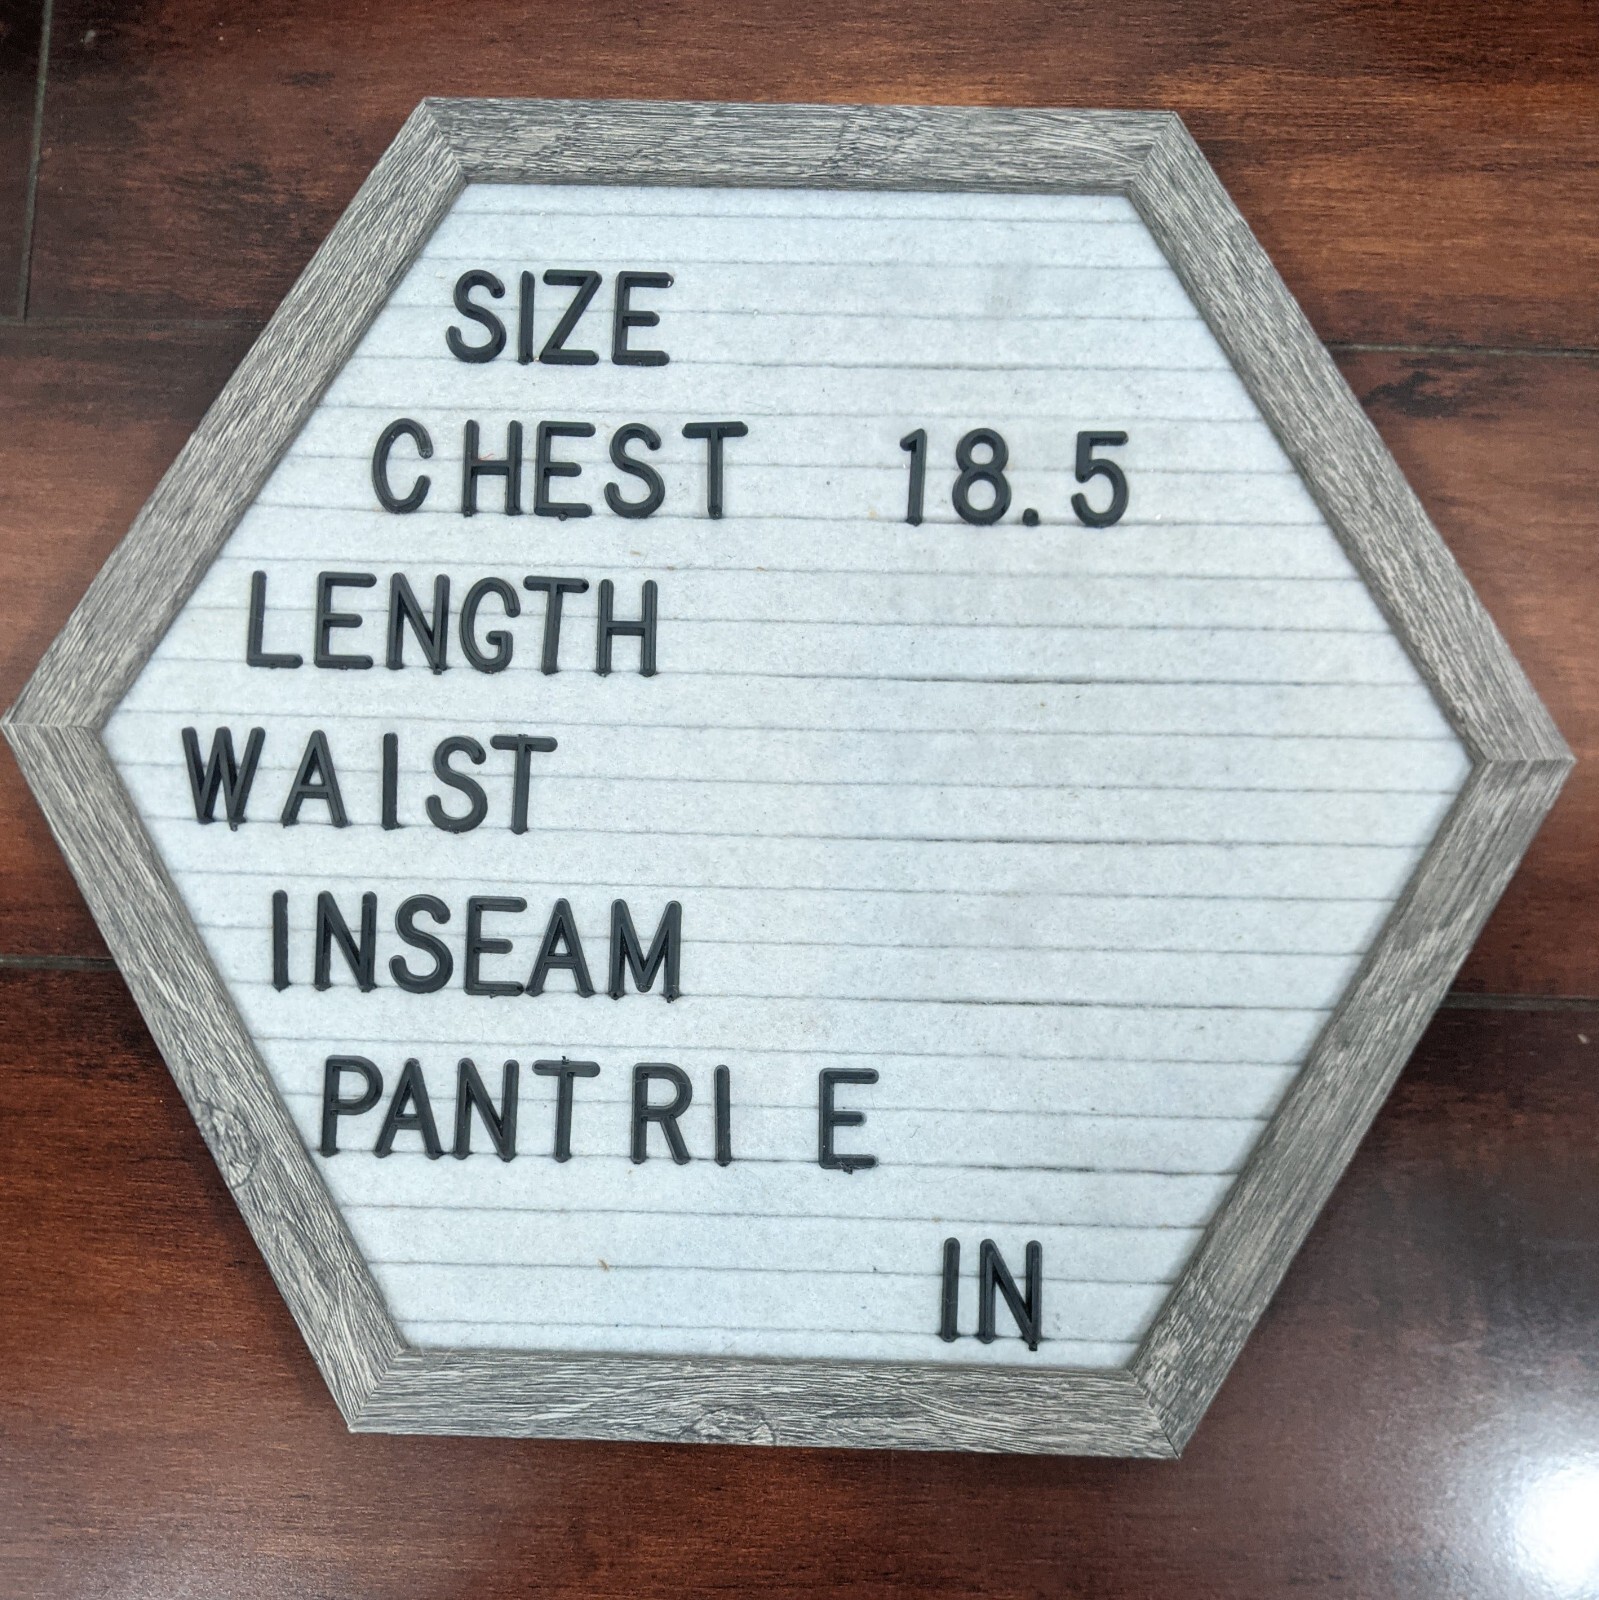 SIZE
CHEST 18.5
LENGTH
WAIST
INSEAM
PANT RI E
IN